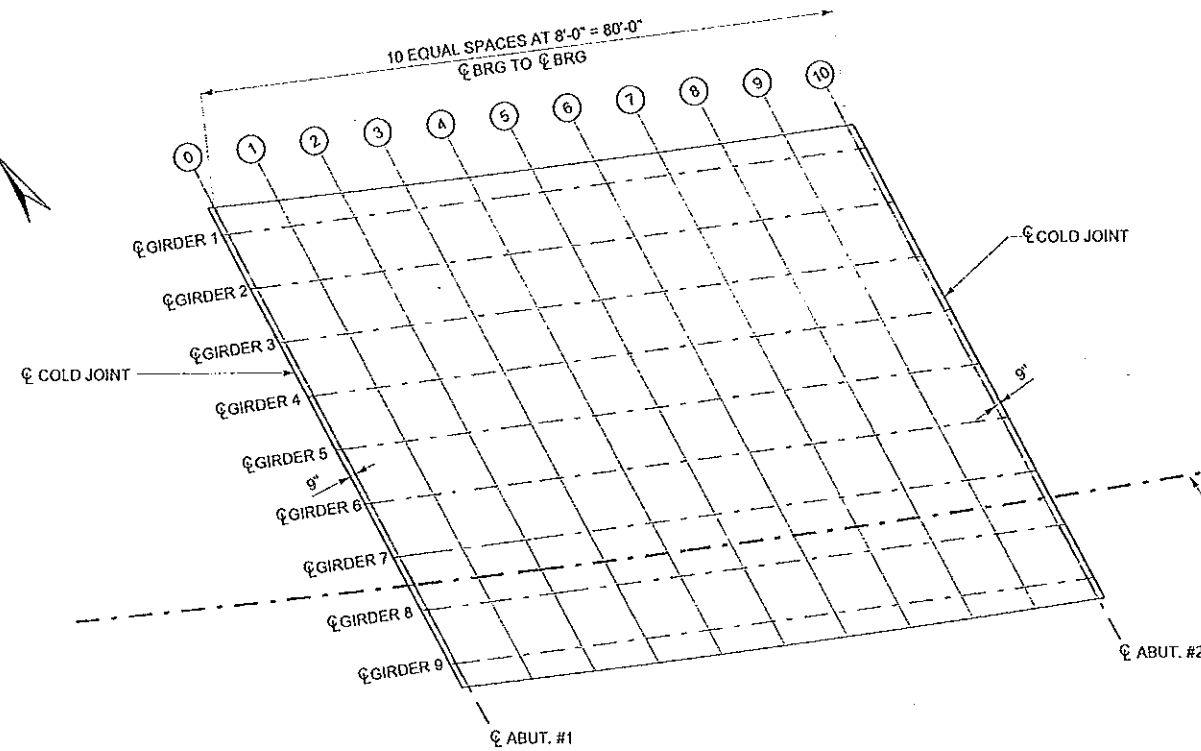 10 EQUAL SPACES AT 8'-0" = 80'-0"
℄ BRG TO ℄ BRG
0
1
2
3
4
5
6
7
8
9
10
℄ GIRDER 1
℄ GIRDER 2
℄ GIRDER 3
℄ GIRDER 4
℄ GIRDER 5
℄ GIRDER 6
℄ GIRDER 7
℄ GIRDER 8
℄ GIRDER 9
℄ COLD JOINT
℄ COLD JOINT
9"
9"
℄ ABUT. #1
℄ ABUT. #2